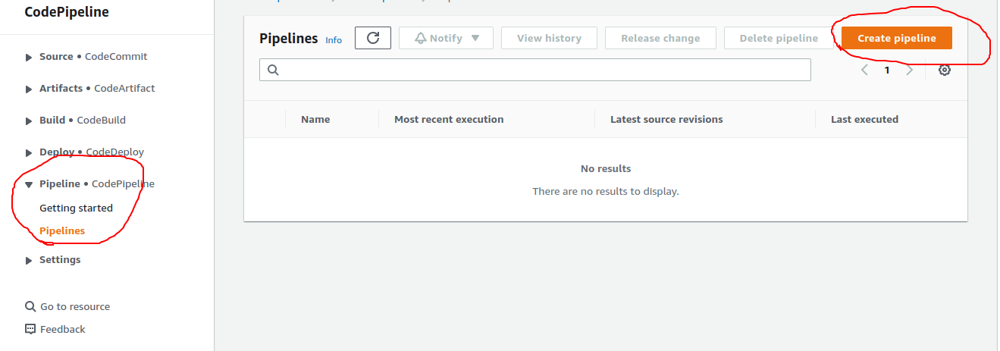 CodePipeline
Source • CodeCommit
Artifacts • CodeArtifact
Build • CodeBuild
Deploy • CodeDeploy
Pipeline • CodePipeline
Getting started
Pipelines
Settings
Go to resource
Feedback
Pipelines Info Notify View history Release change Delete pipeline Create pipeline
1
Name Most recent execution Latest source revisions Last executed
No results
There are no results to display.